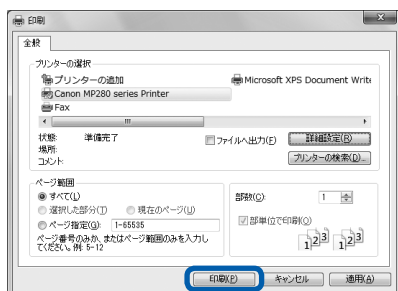 印刷
全般
プリンターの選択
プリンターの追加
Microsoft XPS Document Write
Canon MP280 series Printer
Fax
状態: 準備完了
ファイルへ出力(F)
詳細設定(R)
場所:
コメント:
プリンターの検索(D)...
ページ範囲
すべて(L)
選択した部分(T)
現在のページ(U)
ページ指定(G): 1-65535
ページ番号のみか、またはページ範囲のみを入力し
てください。例: 5-12
部数(C): 1
部単位で印刷(O)
1 2 3 1 2 3
印刷(P)
キャンセル
適用(A)